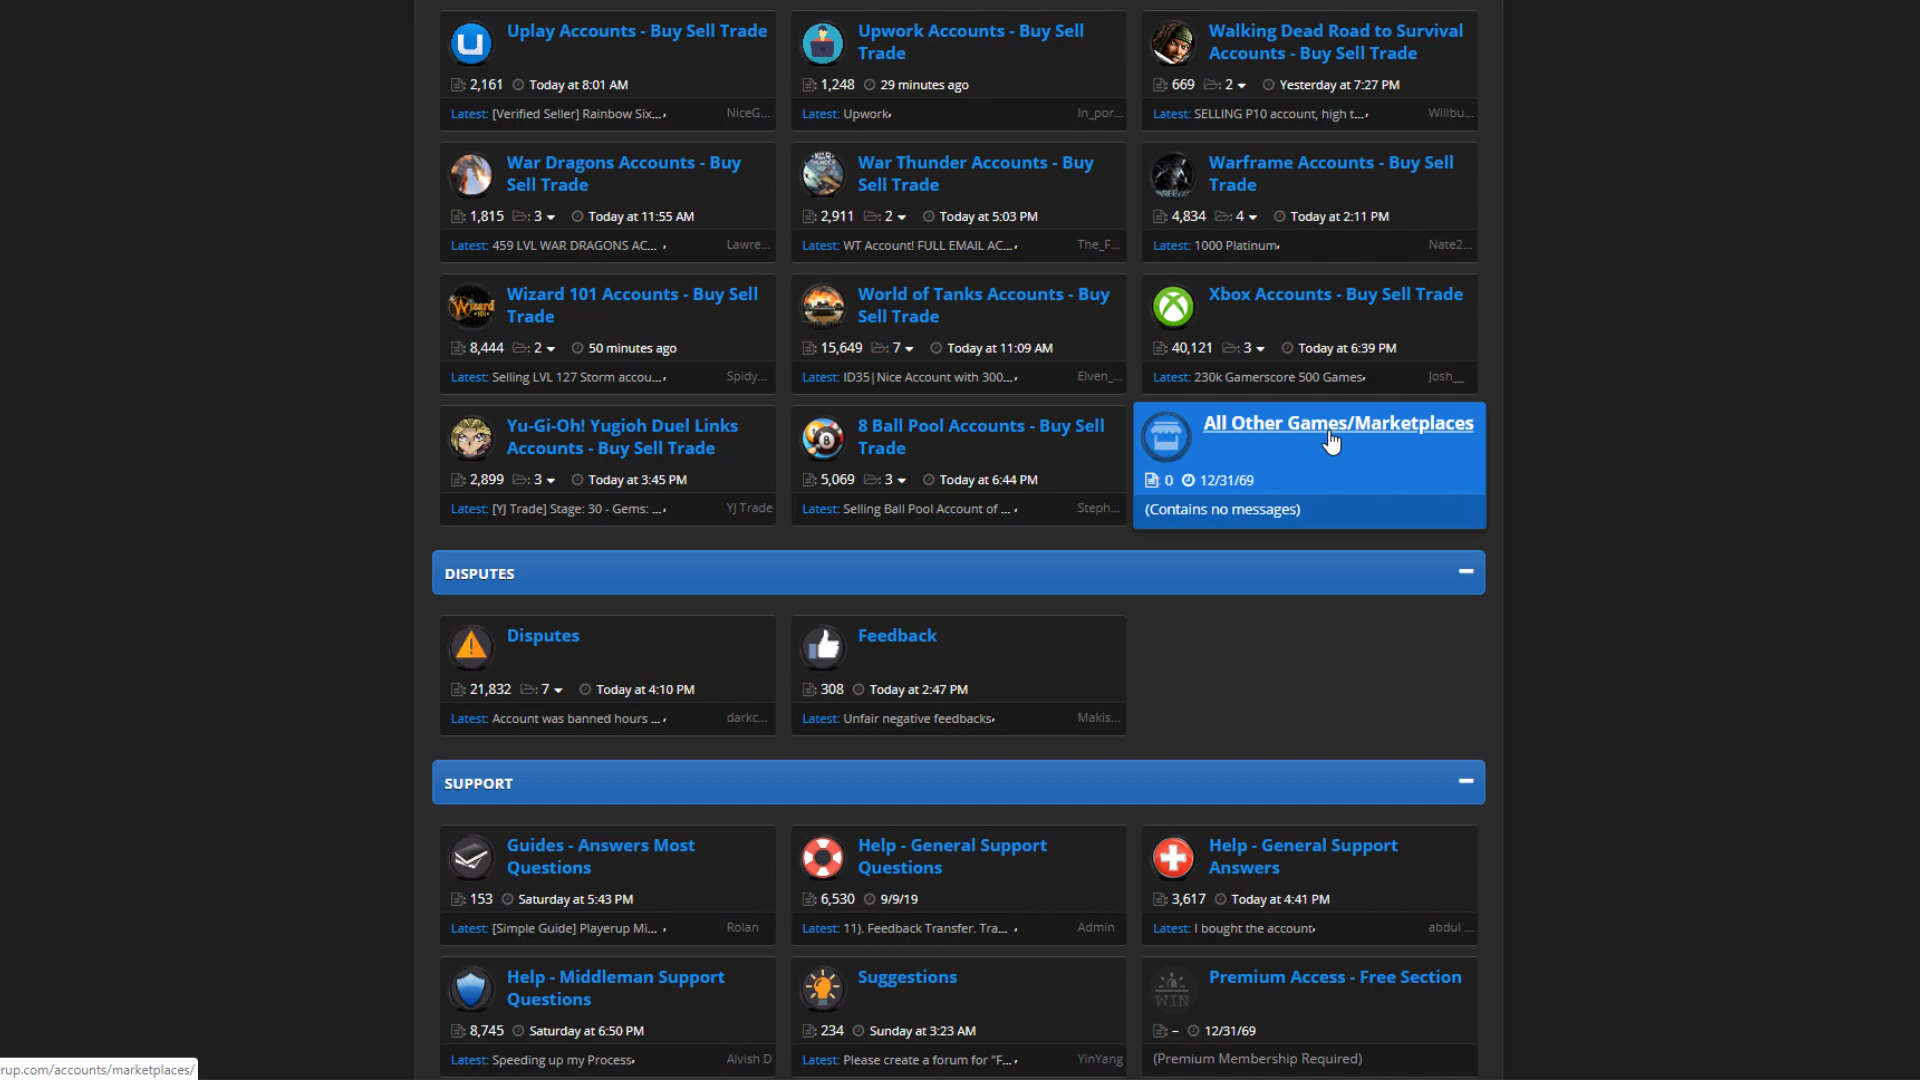 Uplay Accounts - Buy Sell Trade
2,161 Today at 8:01 AM
Latest: [Verified Seller] Rainbow Six... NiceG...
Upwork Accounts - Buy Sell
Trade
1,248 29 minutes ago
Latest: Upwork In_por...
Walking Dead Road to Survival
Accounts - Buy Sell Trade
669 2 Yesterday at 7:27 PM
Latest: SELLING P10 account, high t... Willbu...
War Dragons Accounts - Buy
Sell Trade
1,815 3 Today at 11:55 AM
Latest: 459 LVL WAR DRAGONS AC... Lawre...
War Thunder Accounts - Buy
Sell Trade
2,911 2 Today at 5:03 PM
Latest: WT Account! FULL EMAIL AC... The_F...
Warframe Accounts - Buy Sell
Trade
4,834 4 Today at 2:11 PM
Latest: 1000 Platinum Nate2...
Wizard 101 Accounts - Buy Sell
Trade
8,444 2 50 minutes ago
Latest: Selling LVL 127 Storm accou... Spidy...
World of Tanks Accounts - Buy
Sell Trade
15,649 7 Today at 11:09 AM
Latest: ID35|Nice Account with 300... Elven_...
Xbox Accounts - Buy Sell Trade
40,121 3 Today at 6:39 PM
Latest: 230k Gamerscore 500 Games Josh__
Yu-Gi-Oh! Yugioh Duel Links
Accounts - Buy Sell Trade
2,899 3 Today at 3:45 PM
Latest: [YJ Trade] Stage: 30 - Gems: ... YJ Trade
8 Ball Pool Accounts - Buy Sell
Trade
5,069 3 Today at 6:44 PM
Latest: Selling Ball Pool Account of ... Steph...
All Other Games/Marketplaces
0 12/31/69
(Contains no messages)
DISPUTES
Disputes
21,832 7 Today at 4:10 PM
Latest: Account was banned hours ... darkc...
Feedback
308 Today at 2:47 PM
Latest: Unfair negative feedbacks Makis...
SUPPORT
Guides - Answers Most
Questions
153 Saturday at 5:43 PM
Latest: [Simple Guide] Playerup Mi... Rolan
Help - General Support
Questions
6,530 9/9/19
Latest: 11). Feedback Transfer. Tra... Admin
Help - General Support
Answers
3,617 Today at 4:41 PM
Latest: I bought the account abdul ...
Help - Middleman Support
Questions
8,745 Saturday at 6:50 PM
Latest: Speeding up my Process Alvish D
Suggestions
234 Sunday at 3:23 AM
Latest: Please create a forum for "F... YinYang
WIN
Premium Access - Free Section
– 12/31/69
(Premium Membership Required)
rup.com/accounts/marketplaces/